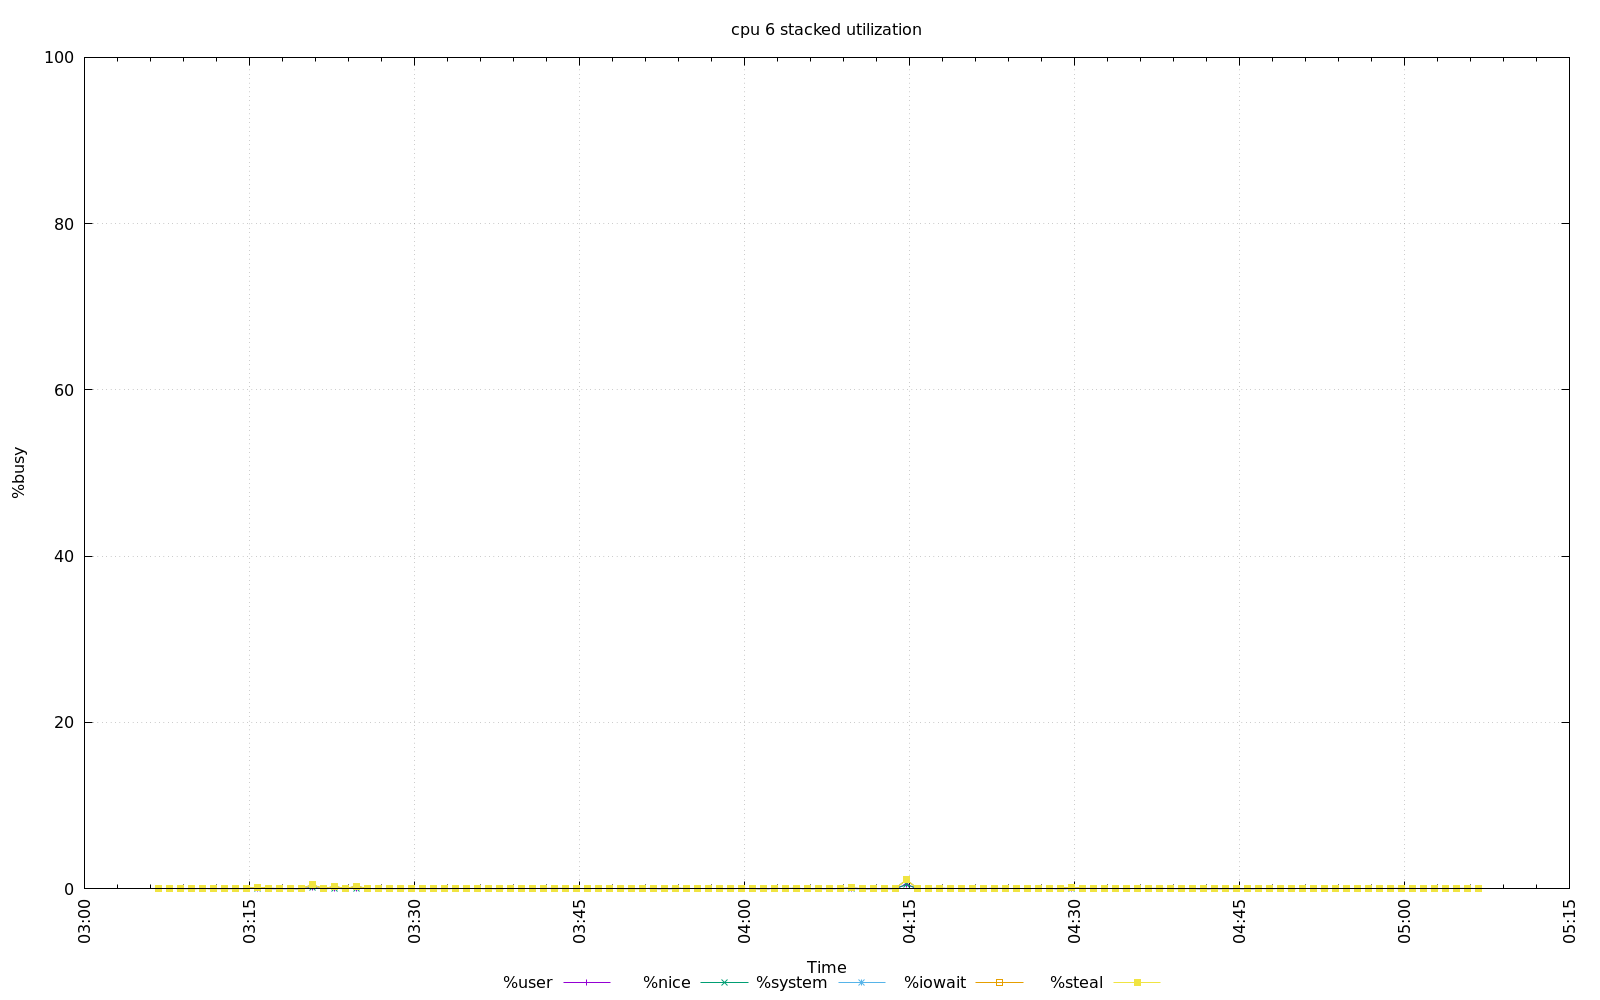 cpu 6 stacked utilization
100
80
60
40
20
0
%busy
03:00 03:15 03:30 03:45 04:00 04:15 04:30 04:45 05:00 05:15
Time
%user %nice %system %iowait %steal